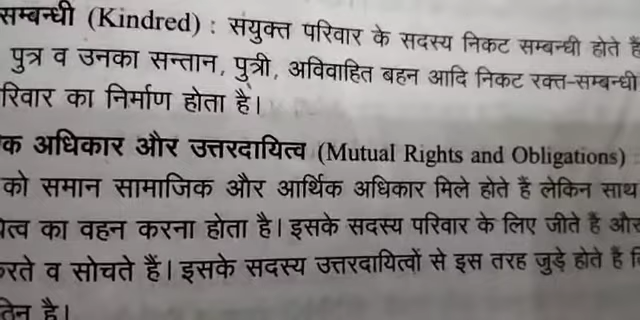 सम्बन्धी (Kindred) : संयुक्त परिवार के सदस्य निकट सम्बन्धी होते हैं
पुत्र व उनका सन्तान, पुत्री, अविवाहित बहन आदि निकट रक्त-सम्बन्धी
रिवार का निर्माण होता है।
क अधिकार और उत्तरदायित्व (Mutual Rights and Obligations)
को समान सामाजिक और आर्थिक अधिकार मिले होते हैं लेकिन साथ
त्व का वहन करना होता है। इसके सदस्य परिवार के लिए जीते हैं और
रते व सोचते हैं। इसके सदस्य उत्तरदायित्वों से इस तरह जुड़े होते हैं
है।